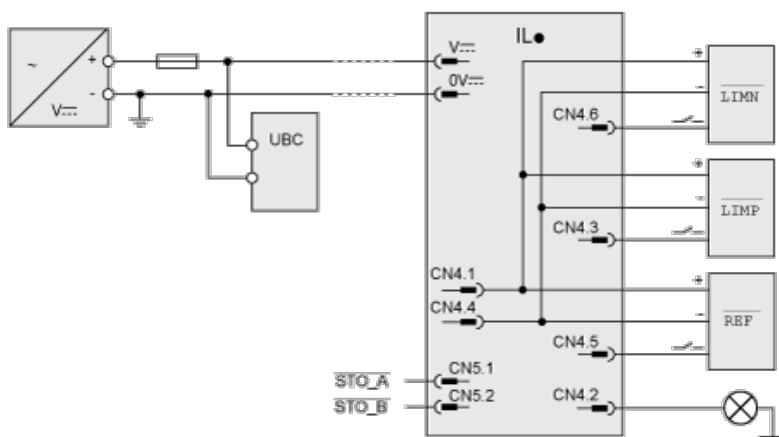 IL●
~
+
-
V⎓
V⎓
0V⎓
UBC
CN4.6
+
-
LIMN
CN4.3
+
-
LIMP
CN4.1
CN4.4
CN4.5
+
-
REF
STO_A
STO_B
CN5.1
CN5.2
CN4.2